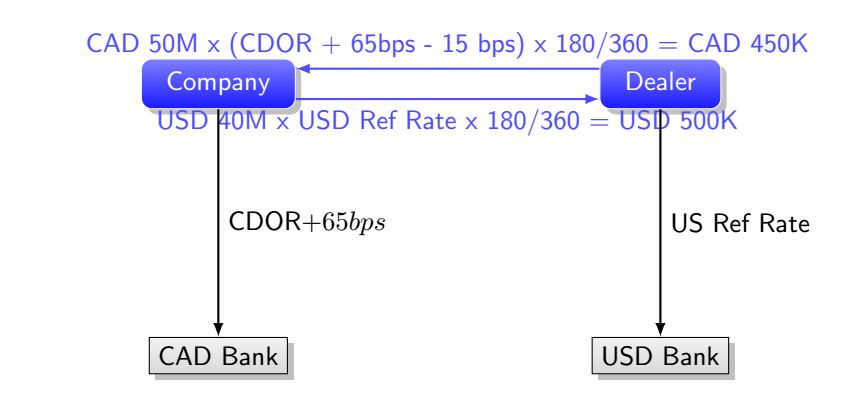 CAD 50M x (CDOR + 65bps - 15 bps) x 180/360 = CAD 450K
Company
Dealer
USD 40M x USD Ref Rate x 180/360 = USD 500K
CDOR+65bps
US Ref Rate
CAD Bank
USD Bank